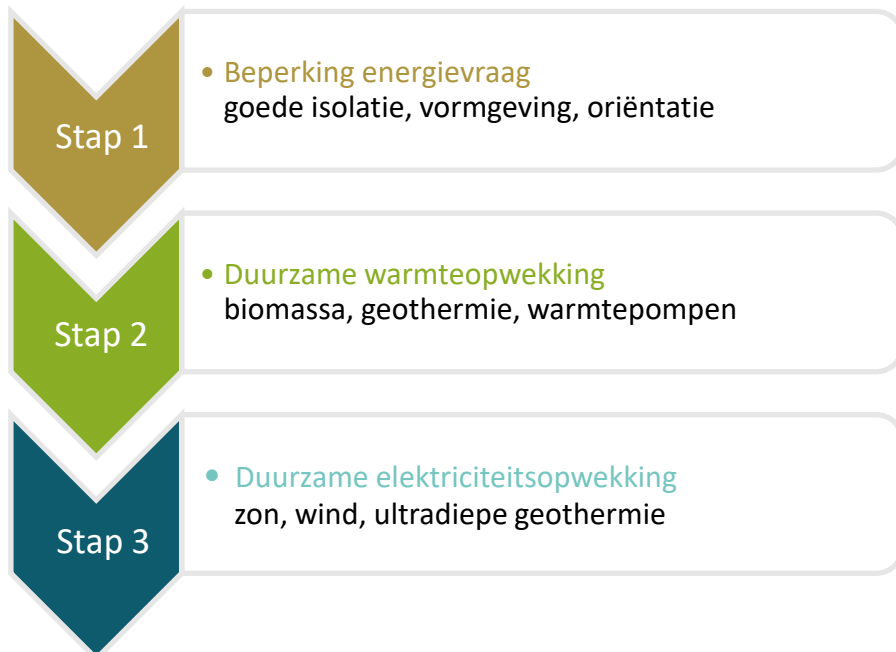 Stap 1
• Beperking energievraag
goede isolatie, vormgeving, oriëntatie
Stap 2
• Duurzame warmteopwekking
biomassa, geothermie, warmtepompen
Stap 3
• Duurzame elektriciteitsopwekking
zon, wind, ultradiepe geothermie